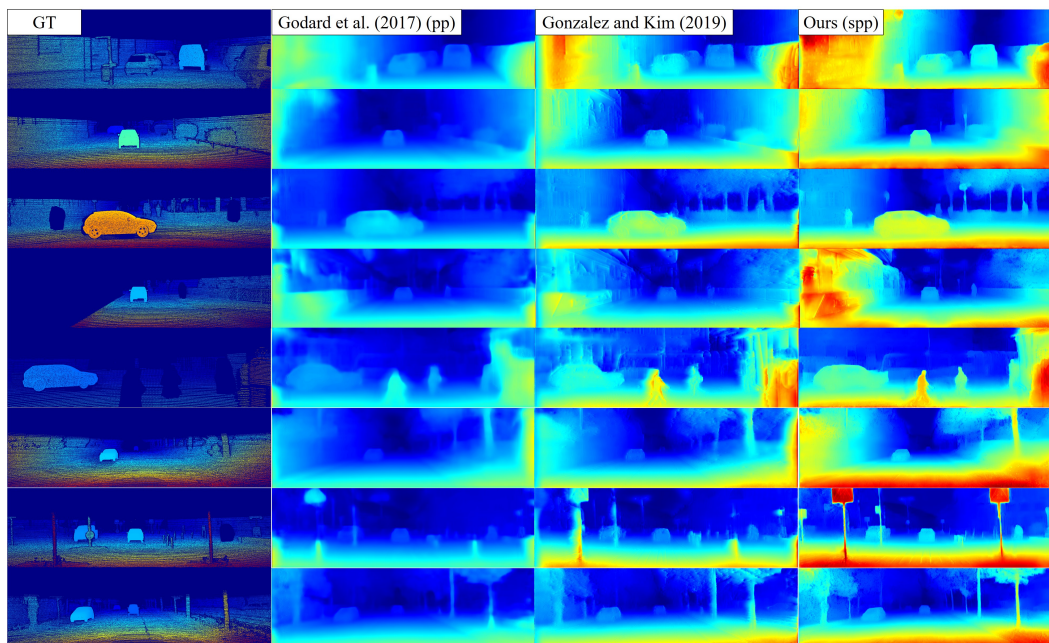 GT
Godard et al. (2017) (pp)
Gonzalez and Kim (2019)
Ours (spp)